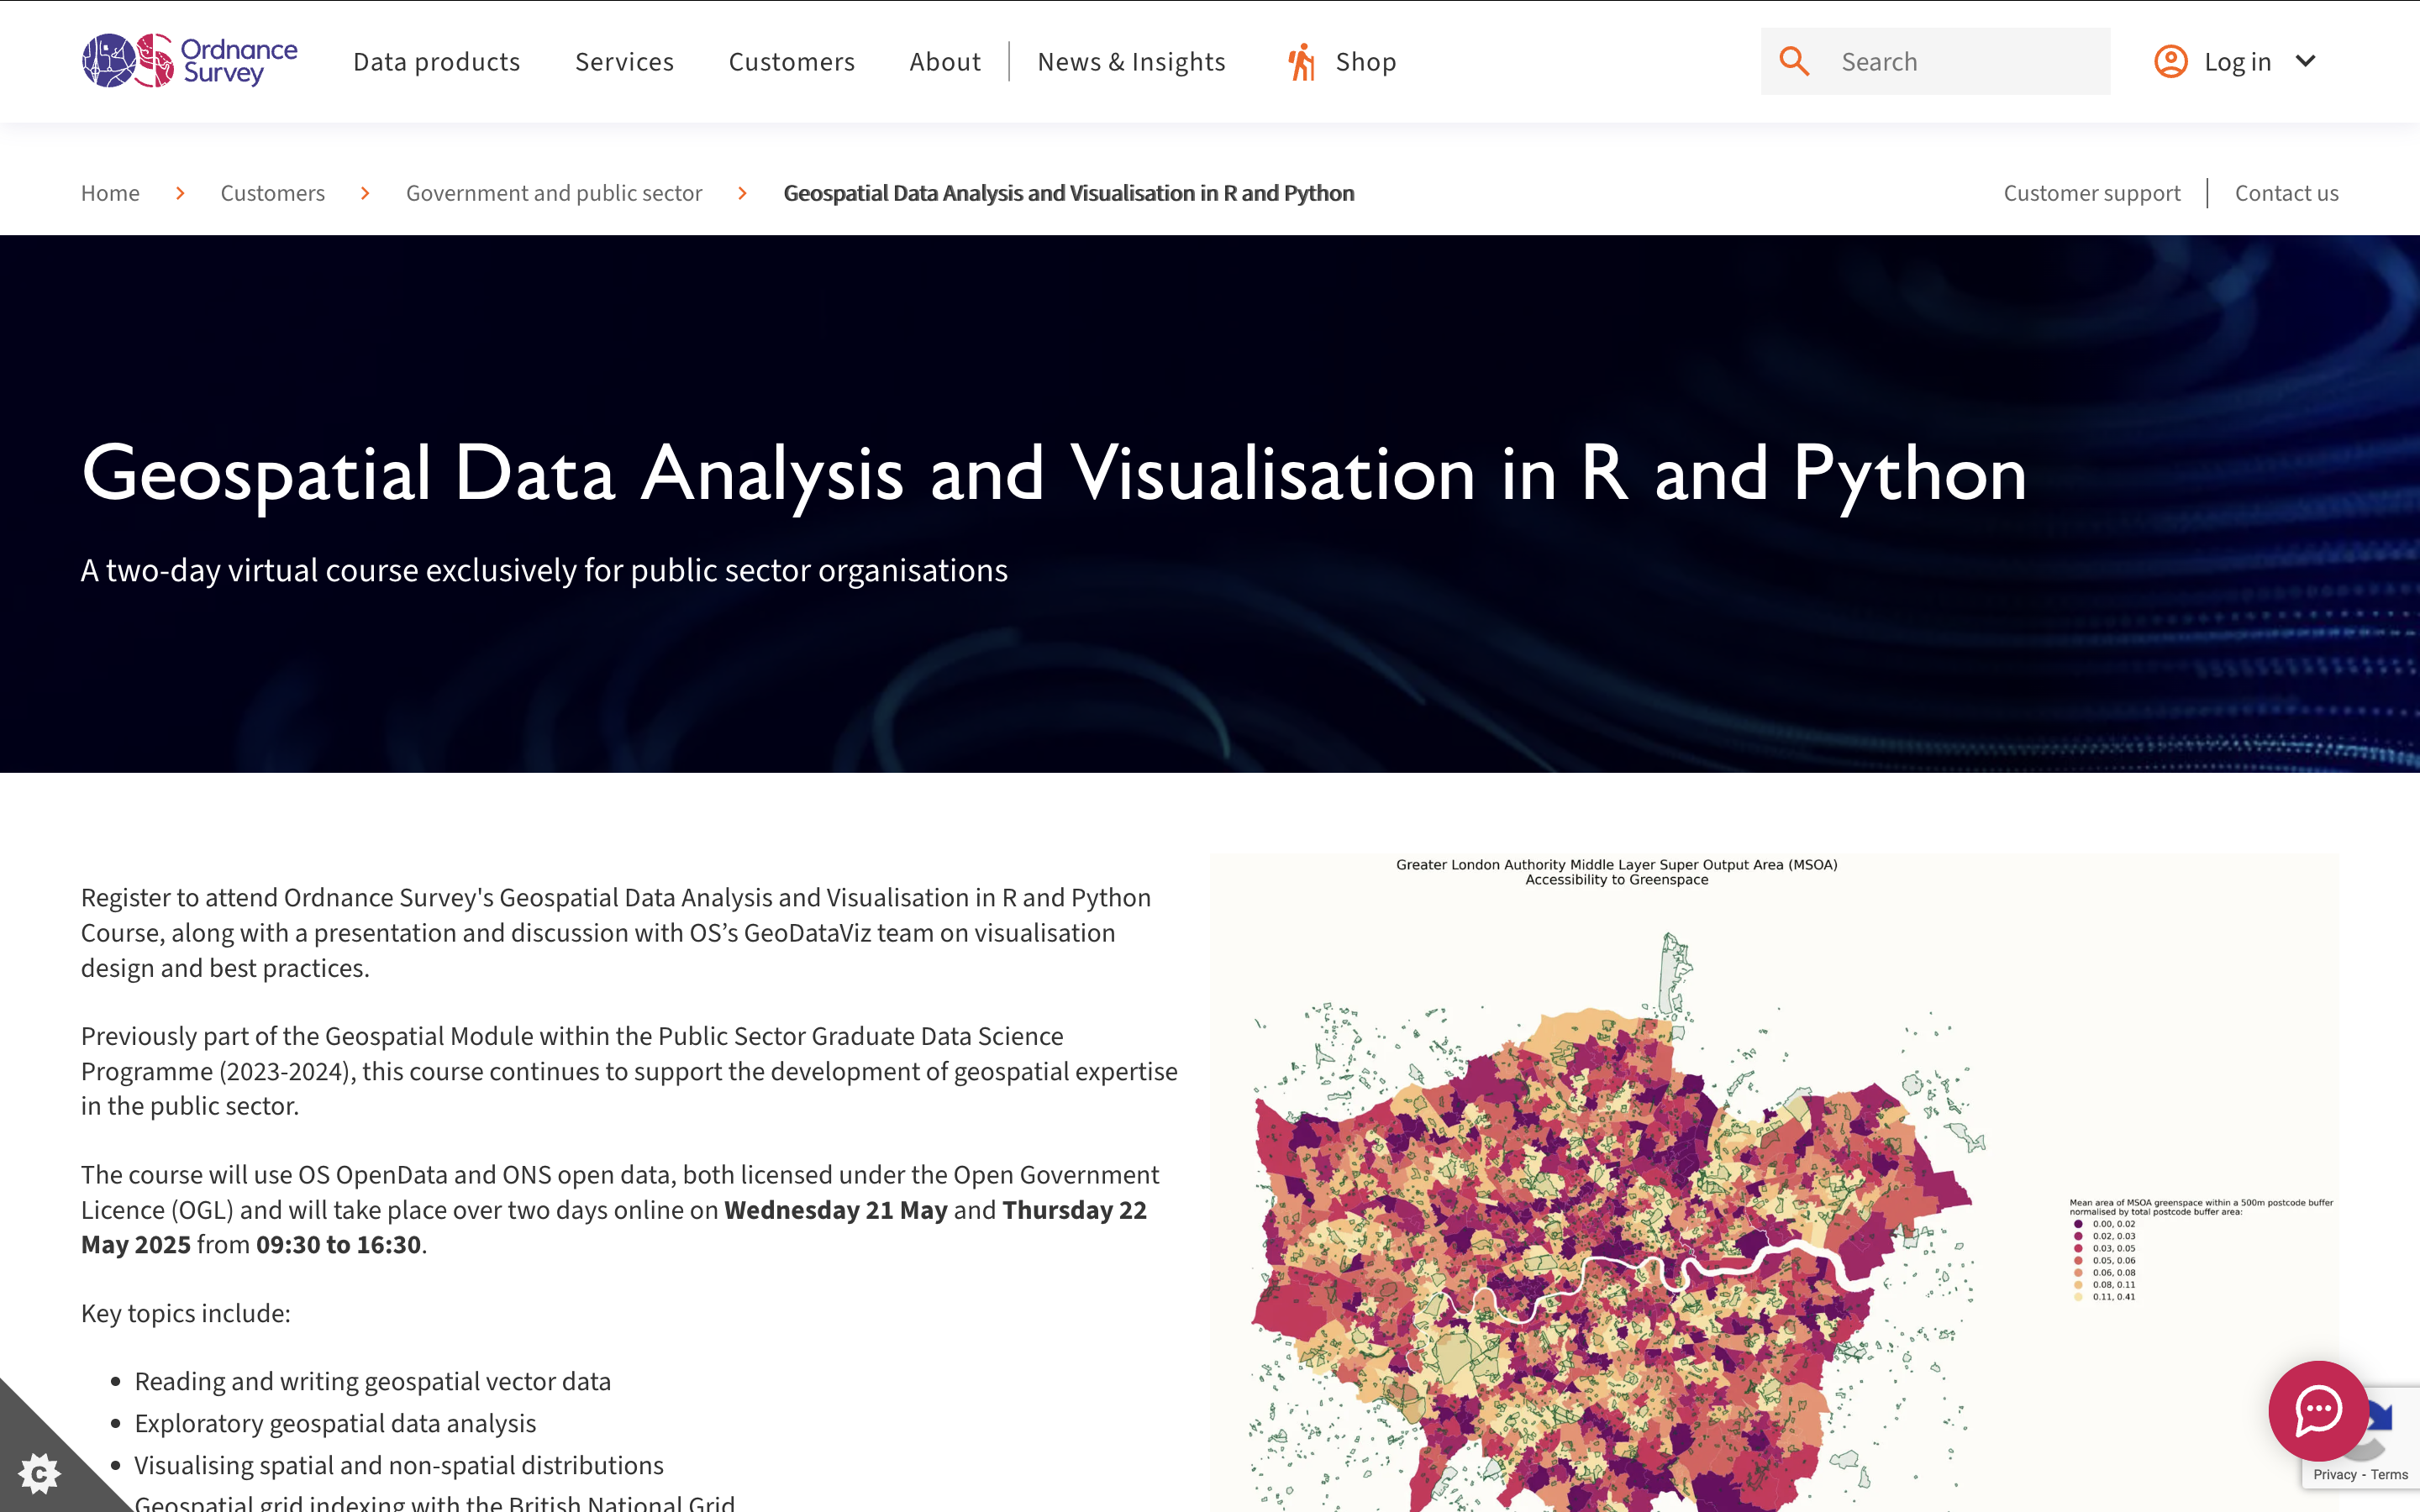 Ordnance
Survey
Data products
Services
Customers
About
News & Insights
Shop
Search
Log in
Home
Customers
Government and public sector
Geospatial Data Analysis and Visualisation in R and Python
Customer support
Contact us
Geospatial Data Analysis and Visualisation in R and Python
A two-day virtual course exclusively for public sector organisations
Register to attend Ordnance Survey's Geospatial Data Analysis and Visualisation in R and Python
Course, along with a presentation and discussion with OS’s GeoDataViz team on visualisation
design and best practices.
Previously part of the Geospatial Module within the Public Sector Graduate Data Science
Programme (2023-2024), this course continues to support the development of geospatial expertise
in the public sector.
The course will use OS OpenData and ONS open data, both licensed under the Open Government
Licence (OGL) and will take place over two days online on Wednesday 21 May and Thursday 22
May 2025 from 09:30 to 16:30.
Key topics include:
• Reading and writing geospatial vector data
• Exploratory geospatial data analysis
• Visualising spatial and non-spatial distributions
Geospatial grid indexing with the British National Grid
Greater London Authority Middle Layer Super Output Area (MSOA)
Accessibility to Greenspace
Mean area of MSOA greenspace within a 500m postcode buffer
normalised by total postcode buffer area:
0.00, 0.02
0.02, 0.03
0.03, 0.05
0.05, 0.06
0.06, 0.08
0.08, 0.11
0.11, 0.41
C
Privacy - Terms